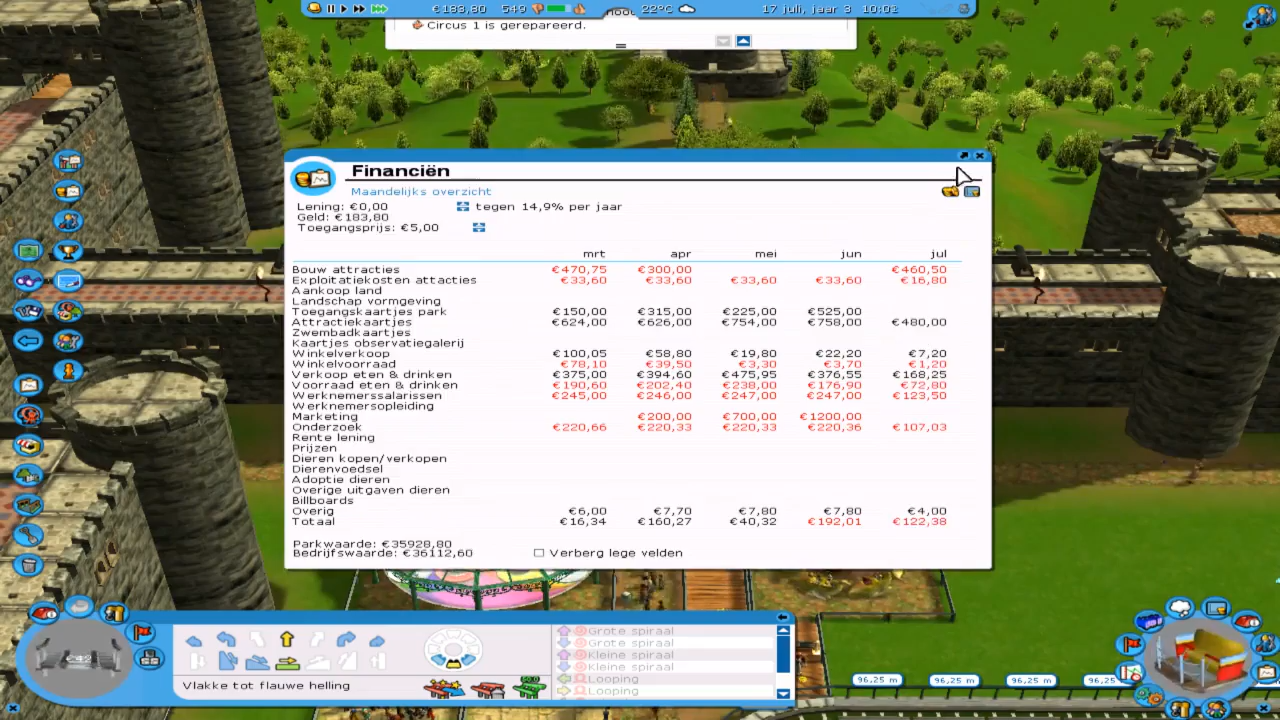 €183,80 549 22°C 17 juli, jaar 3 10:02
Circus 1 is gerepareerd.
Financiën
Maandelijks overzicht
Lening: €0,00 tegen 14,9% per jaar
Geld: €183,80
Toegangsprijs: €5,00
mrt apr mei jun jul
Bouw attracties €470,75 €300,00 €460,50
Exploitatiekosten attacties €33,60 €33,60 €33,60 €33,60 €16,80
Aankoop land
Landschap vormgeving
Toegangskaartjes park €150,00 €315,00 €225,00 €525,00
Attractiekaartjes €624,00 €626,00 €754,00 €758,00 €480,00
Zwembadkaartjes
Kaartjes observatiegalerij
Winkelverkoop €100,05 €58,80 €19,80 €22,20 €7,20
Winkelvoorraad €78,10 €39,50 €3,30 €3,70 €1,20
Verkoop eten & drinken €375,00 €394,60 €475,95 €376,55 €168,25
Voorraad eten & drinken €190,60 €202,40 €238,00 €176,90 €72,80
Werknemerssalarissen €245,00 €246,00 €247,00 €247,00 €123,50
Werknemersopleiding
Marketing €200,00 €700,00 €1200,00
Onderzoek €220,66 €220,33 €220,33 €220,36 €107,03
Rente lening
Prijzen
Dieren kopen/verkopen
Dierenvoedsel
Adoptie dieren
Overige uitgaven dieren
Billboards
Overig €6,00 €7,70 €7,80 €7,80 €4,00
Totaal €16,34 €160,27 €40,32 €192,01 €122,38
Parkwaarde: €35928,80
Bedrijfswaarde: €36112,60 Verberg lege velden
Grote spiraal
Grote spiraal
Kleine spiraal
Kleine spiraal
Looping
Looping
Vlakke tot flauwe helling
96,25 m 96,25 m 96,25 m 96,25